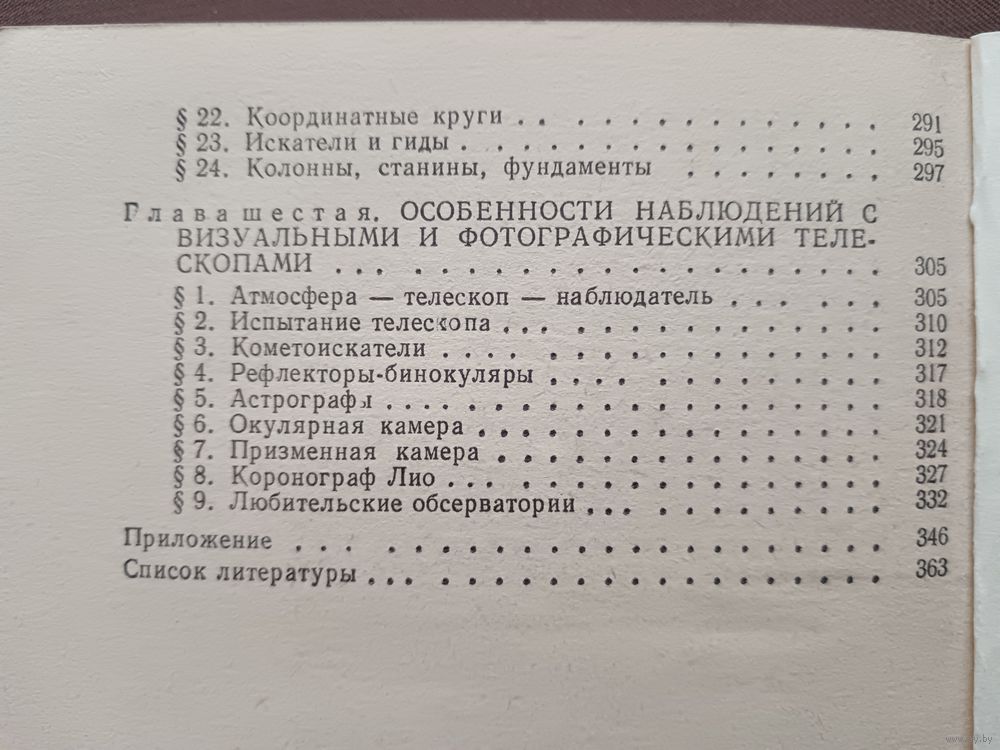 § 22. Координатные круги . . . . . . . . . . . . . . 291
§ 23. Искатели и гиды . . . . . . . . . . . . . . . . 295
§ 24. Колонны, станины, фундаменты . . . . . . . . 297
Глава шестая. ОСОБЕННОСТИ НАБЛЮДЕНИЙ С
ВИЗУАЛЬНЫМИ И ФОТОГРАФИЧЕСКИМИ ТЕЛЕ-
СКОПАМИ . . . . . . . . . . . . . . . . . . . . 305
§ 1. Атмосфера — телескоп — наблюдатель . . . . . . 305
§ 2. Испытание телескопа . . . . . . . . . . . . . . 310
§ 3. Кометоискатели . . . . . . . . . . . . . . . . . 312
§ 4. Рефлекторы-бинокуляры . . . . . . . . . . . . . 317
§ 5. Астрографы . . . . . . . . . . . . . . . . . . . 318
§ 6. Окулярная камера . . . . . . . . . . . . . . . . 321
§ 7. Призменная камера . . . . . . . . . . . . . . . 324
§ 8. Коронограф Лио . . . . . . . . . . . . . . . . . 327
§ 9. Любительские обсерватории . . . . . . . . . . . 332
Приложение . . . . . . . . . . . . . . . . . . . . 346
Список литературы . . . . . . . . . . . . . . . . . 363